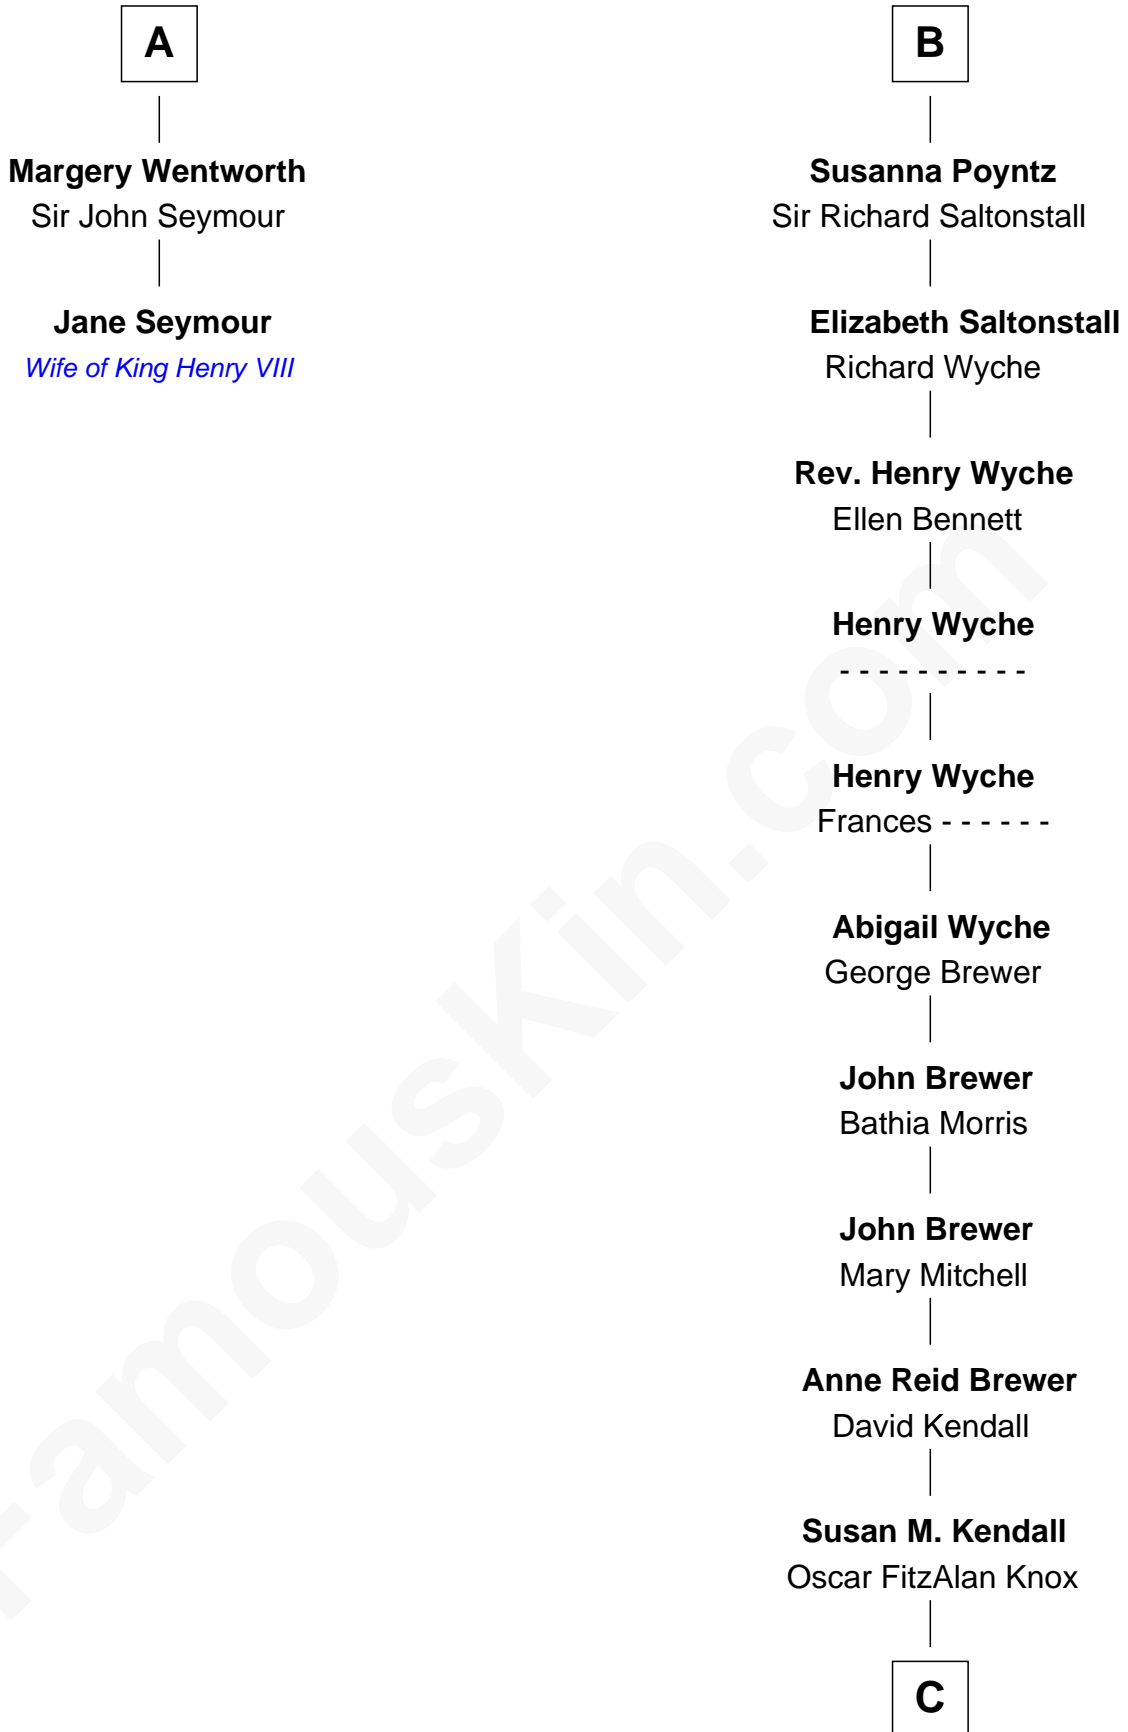 A
Margery Wentworth
Sir John Seymour
Jane Seymour
Wife of King Henry VIII
B
Susanna Poyntz
Sir Richard Saltonstall
Elizabeth Saltonstall
Richard Wyche
Rev. Henry Wyche
Ellen Bennett
Henry Wyche
- - - - - - - - - -
Henry Wyche
Frances - - - - - -
Abigail Wyche
George Brewer
John Brewer
Bathia Morris
John Brewer
Mary Mitchell
Anne Reid Brewer
David Kendall
Susan M. Kendall
Oscar FitzAlan Knox
C
FamousKin.com